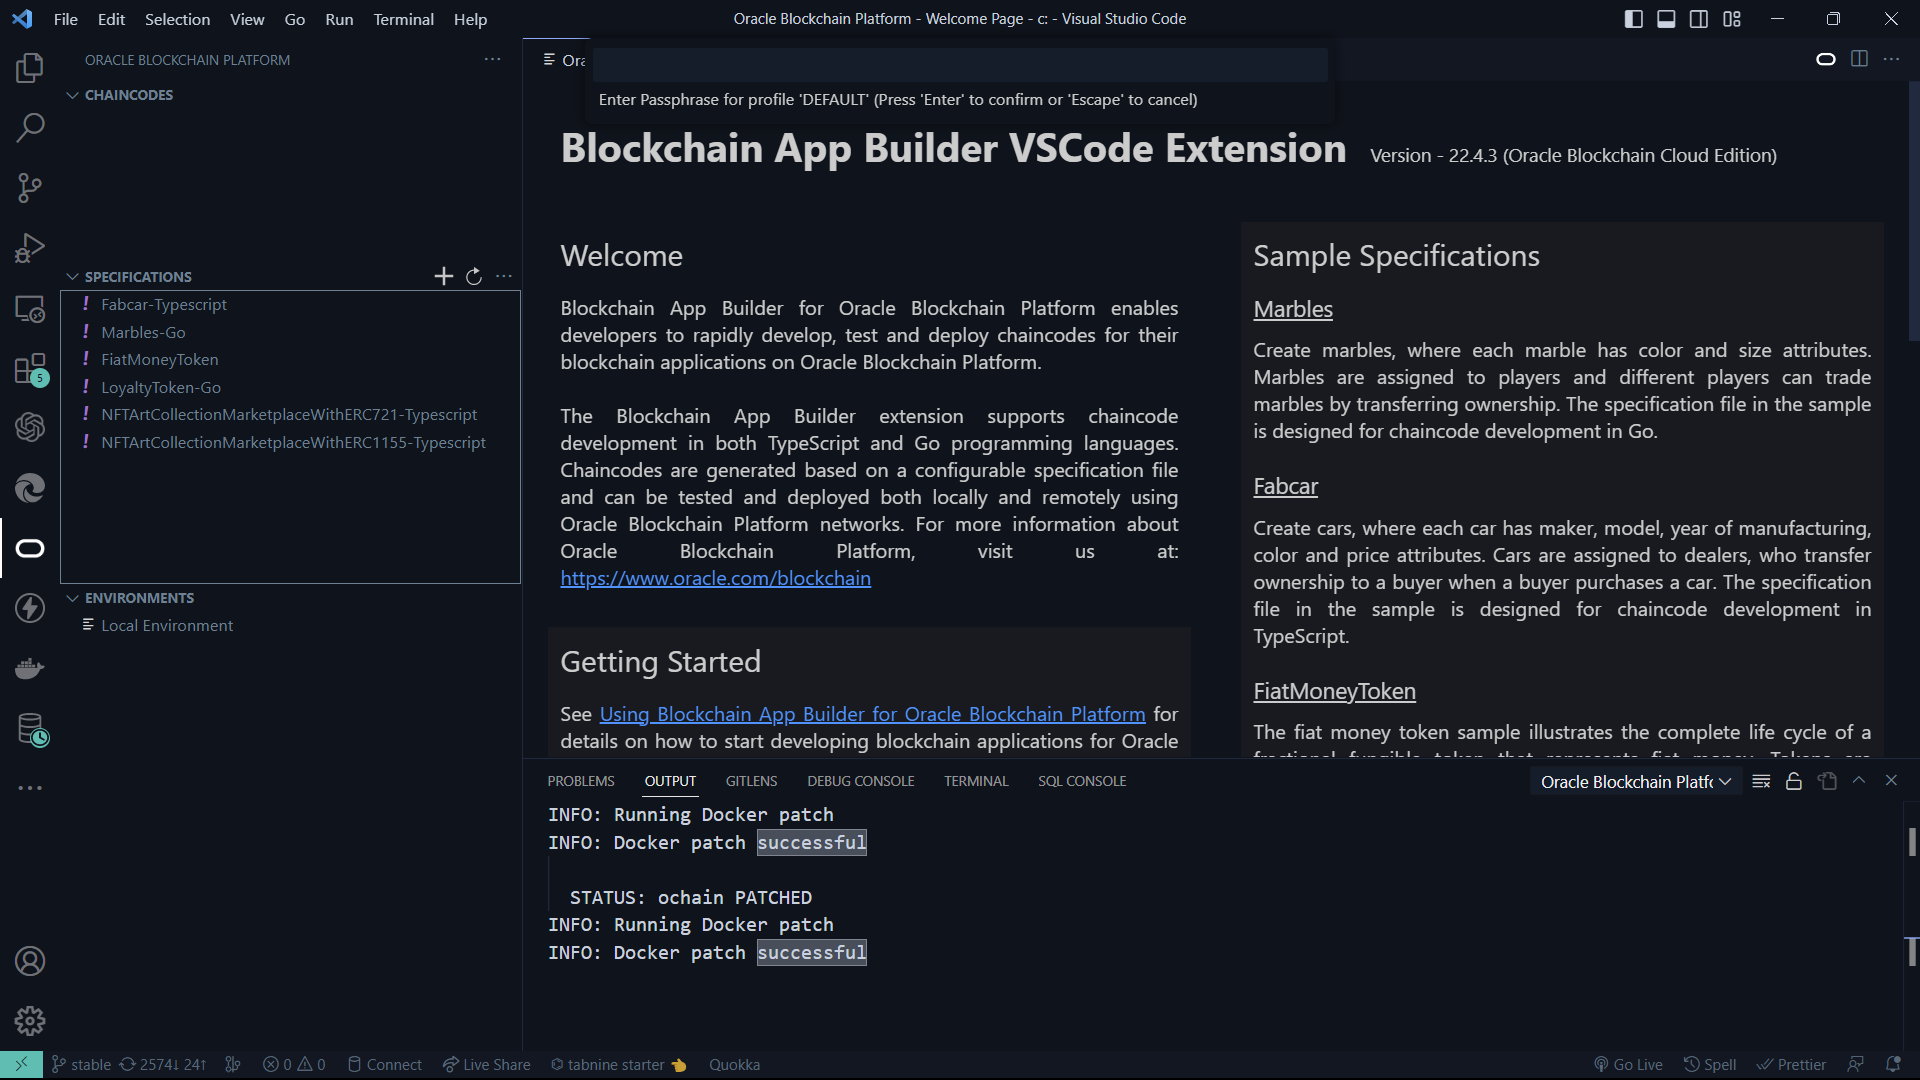 File Edit Selection View Go Run Terminal Help
Oracle Blockchain Platform - Welcome Page - c: - Visual Studio Code
ORACLE BLOCKCHAIN PLATFORM
CHAINCODES
SPECIFICATIONS
! Fabcar-Typescript
! Marbles-Go
! FiatMoneyToken
! LoyaltyToken-Go
! NFTArtCollectionMarketplaceWithERC721-Typescript
! NFTArtCollectionMarketplaceWithERC1155-Typescript
5
ENVIRONMENTS
Local Environment
Enter Passphrase for profile 'DEFAULT' (Press 'Enter' to confirm or 'Escape' to cancel)
Blockchain App Builder VSCode Extension Version - 22.4.3 (Oracle Blockchain Cloud Edition)
Welcome
Blockchain App Builder for Oracle Blockchain Platform enables
developers to rapidly develop, test and deploy chaincodes for their
blockchain applications on Oracle Blockchain Platform.
The Blockchain App Builder extension supports chaincode
development in both TypeScript and Go programming languages.
Chaincodes are generated based on a configurable specification file
and can be tested and deployed both locally and remotely using
Oracle Blockchain Platform networks. For more information about
Oracle Blockchain Platform, visit us at:
https://www.oracle.com/blockchain
Getting Started
See Using Blockchain App Builder for Oracle Blockchain Platform for
details on how to start developing blockchain applications for Oracle
Sample Specifications
Marbles
Create marbles, where each marble has color and size attributes.
Marbles are assigned to players and different players can trade
marbles by transferring ownership. The specification file in the sample
is designed for chaincode development in Go.
Fabcar
Create cars, where each car has maker, model, year of manufacturing,
color and price attributes. Cars are assigned to dealers, who transfer
ownership to a buyer when a buyer purchases a car. The specification
file in the sample is designed for chaincode development in
TypeScript.
FiatMoneyToken
The fiat money token sample illustrates the complete life cycle of a
PROBLEMS OUTPUT GITLENS DEBUG CONSOLE TERMINAL SQL CONSOLE
Oracle Blockchain Platf
INFO: Running Docker patch
INFO: Docker patch successful
STATUS: ochain PATCHED
INFO: Running Docker patch
INFO: Docker patch successful
stable 2574↓ 24↑ 0 0 Connect Live Share tabnine starter Quokka
Go Live Spell Prettier